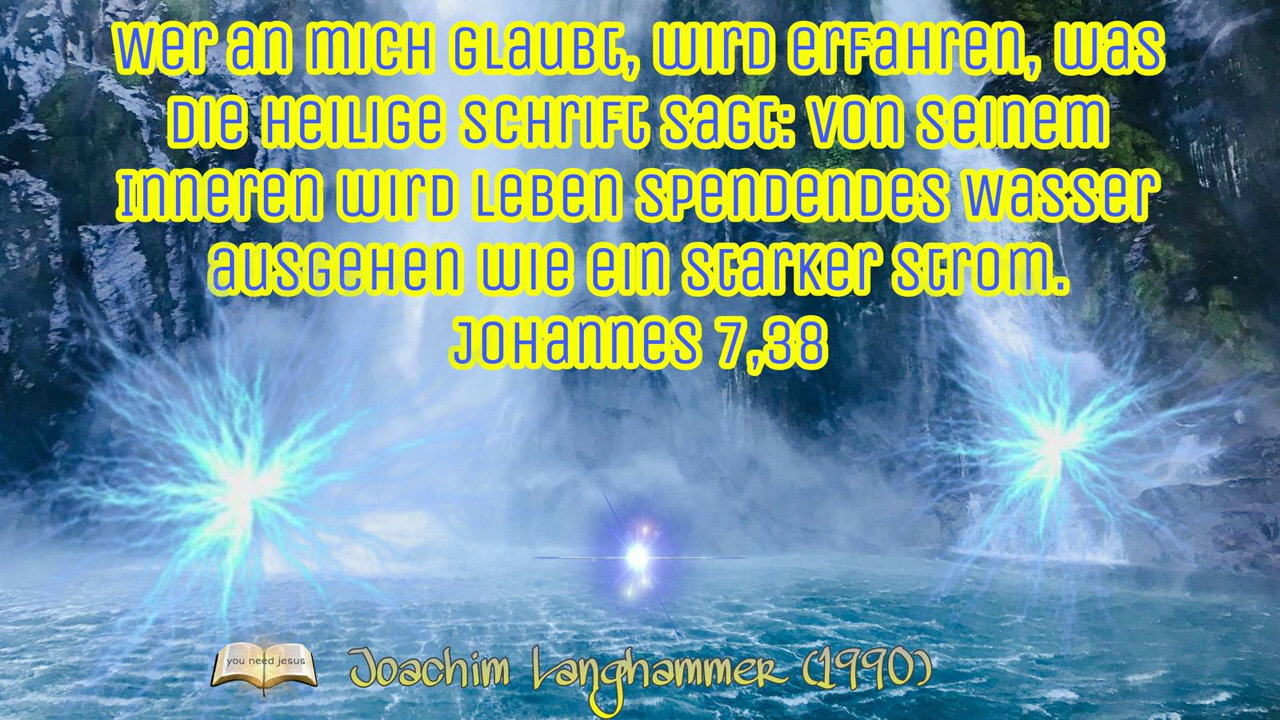 Wer an mich glaubt, wird erfahren, was
die Heilige Schrift sagt: Von seinem
Inneren wird Leben spendendes Wasser
ausgehen wie ein starker Strom.
Johannes 7,38
you need jesus
Joachim Langhammer (1990)